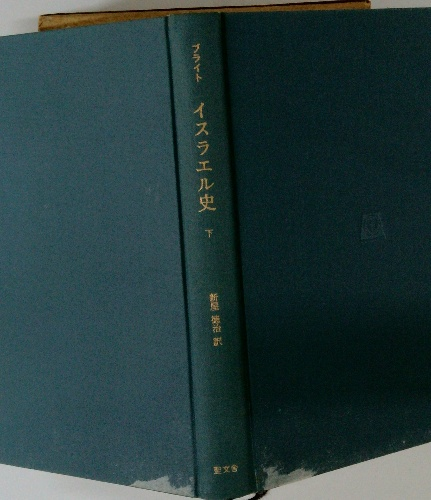 ブライト
イスラエル史
下
新屋 徳治 訳
聖文舎